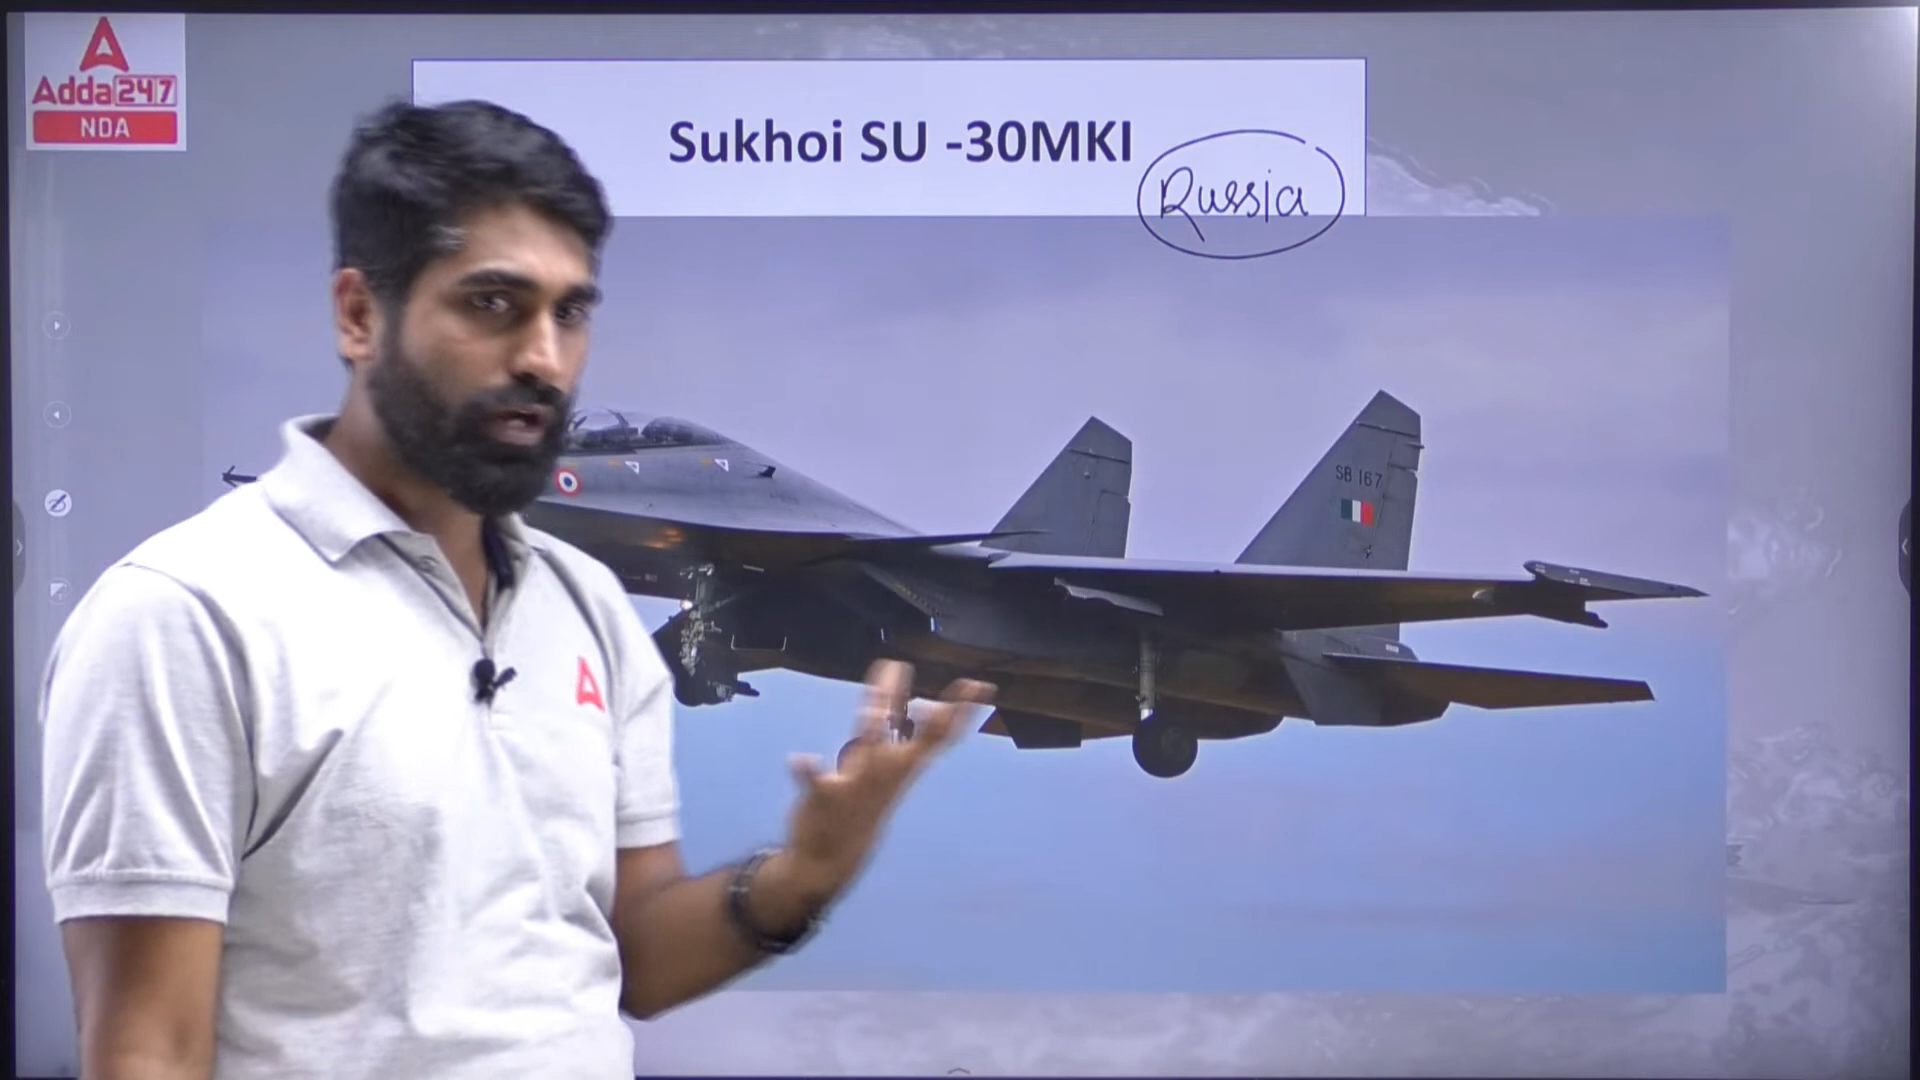 Adda247
NDA
Sukhoi SU -30MKI
Russia
SB 167